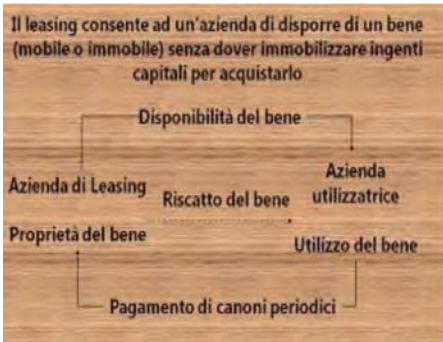 Il leasing consente ad un'azienda di disporre di un bene
(mobile o immobile) senza dover immobilizzare ingenti
capitali per acquistarlo
Disponibilità del bene
Azienda di Leasing
Riscatto del bene
Azienda
utilizzatrice
Proprietà del bene
Utilizzo del bene
Pagamento di canoni periodici